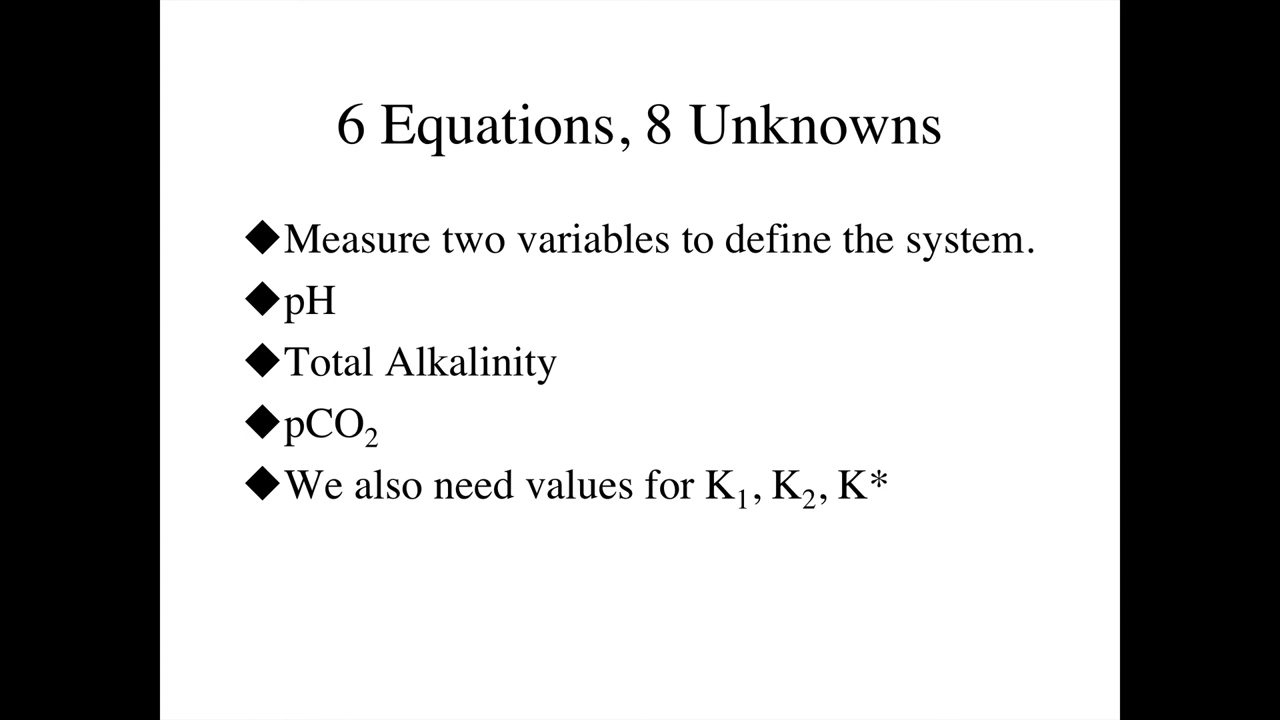 6 Equations, 8 Unknowns
◆Measure two variables to define the system.
◆pH
◆Total Alkalinity
◆pCO₂
◆We also need values for K₁, K₂, K*